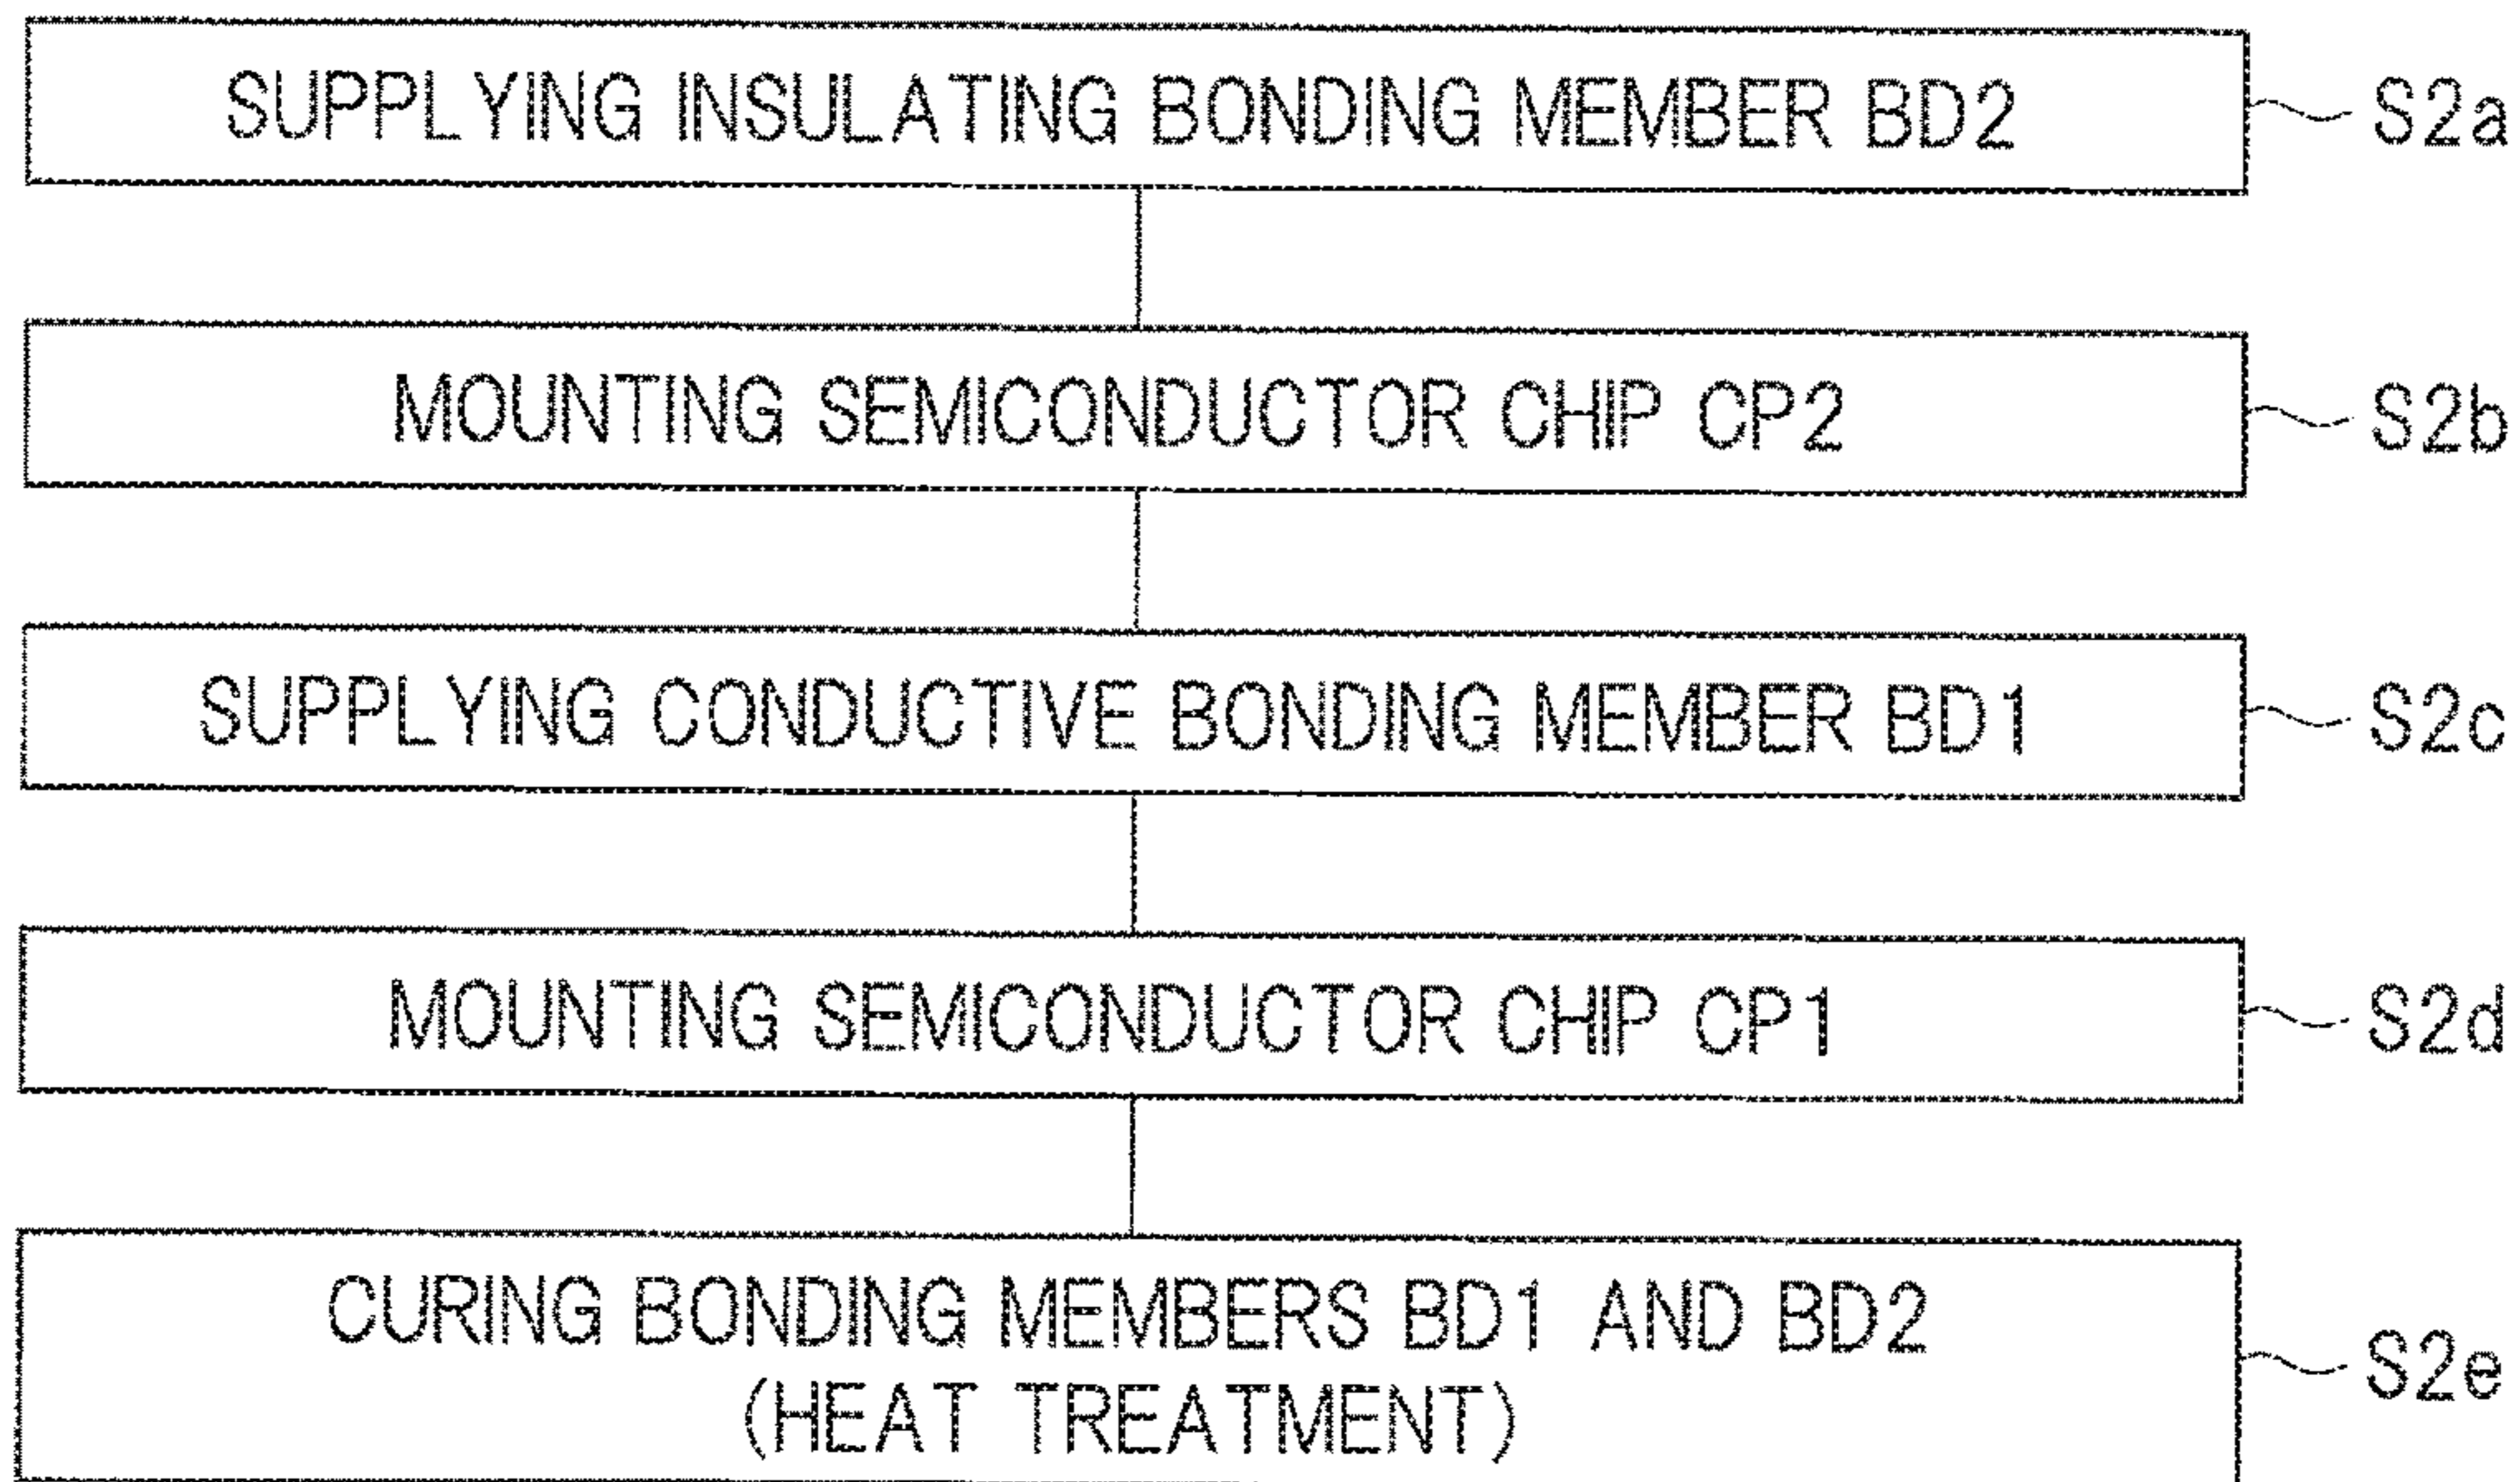 SUPPLYING INSULATING BONDING MEMBER BD2
S2a
MOUNTING SEMICONDUCTOR CHIP CP2
S2b
SUPPLYING CONDUCTIVE BONDING MEMBER BD1
S2c
MOUNTING SEMICONDUCTOR CHIP CP1
S2d
CURING BONDING MEMBERS BD1 AND BD2
(HEAT TREATMENT)
S2e